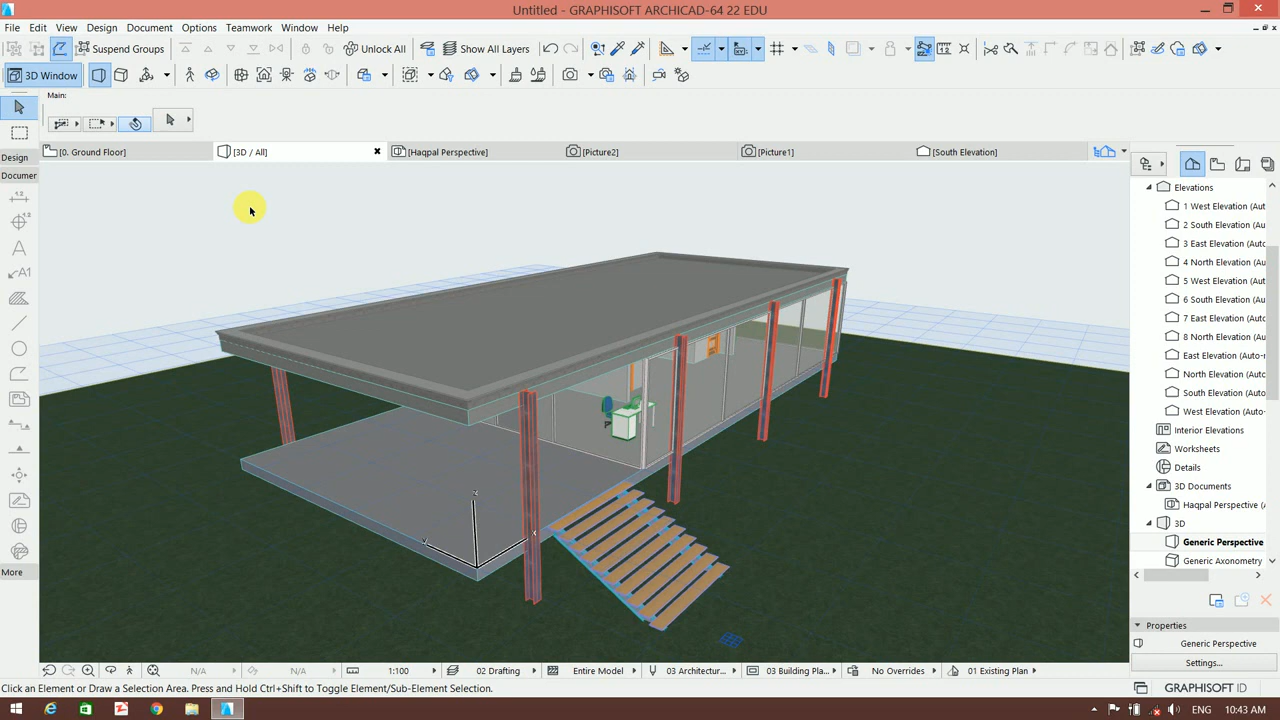 Untitled - GRAPHISOFT ARCHICAD-64 22 EDU
File Edit View Design Document Options Teamwork Window Help
Suspend Groups Unlock All Show All Layers
3D Window
Main:
[0. Ground Floor] [3D / All] [Haqpal Perspective] [Picture2] [Picture1] [South Elevation]
Design
Documer
More
Elevations
1 West Elevation (Aut
2 South Elevation (Au
3 East Elevation (Auto
4 North Elevation (Au
5 West Elevation (Aut
6 South Elevation (Au
7 East Elevation (Auto
8 North Elevation (Au
East Elevation (Auto-r
North Elevation (Auto
South Elevation (Auto
West Elevation (Auto-
Interior Elevations
Worksheets
Details
3D Documents
Haqpal Perspective (A
3D
Generic Perspective
Generic Axonometry
Properties
Generic Perspective
Settings...
z
Y
x
N/A N/A 1:100 02 Drafting Entire Model 03 Architectur... 03 Building Pla... No Overrides 01 Existing Plan
Click an Element or Draw a Selection Area. Press and Hold Ctrl+Shift to Toggle Element/Sub-Element Selection.
GRAPHISOFT ID
ENG 10:43 AM